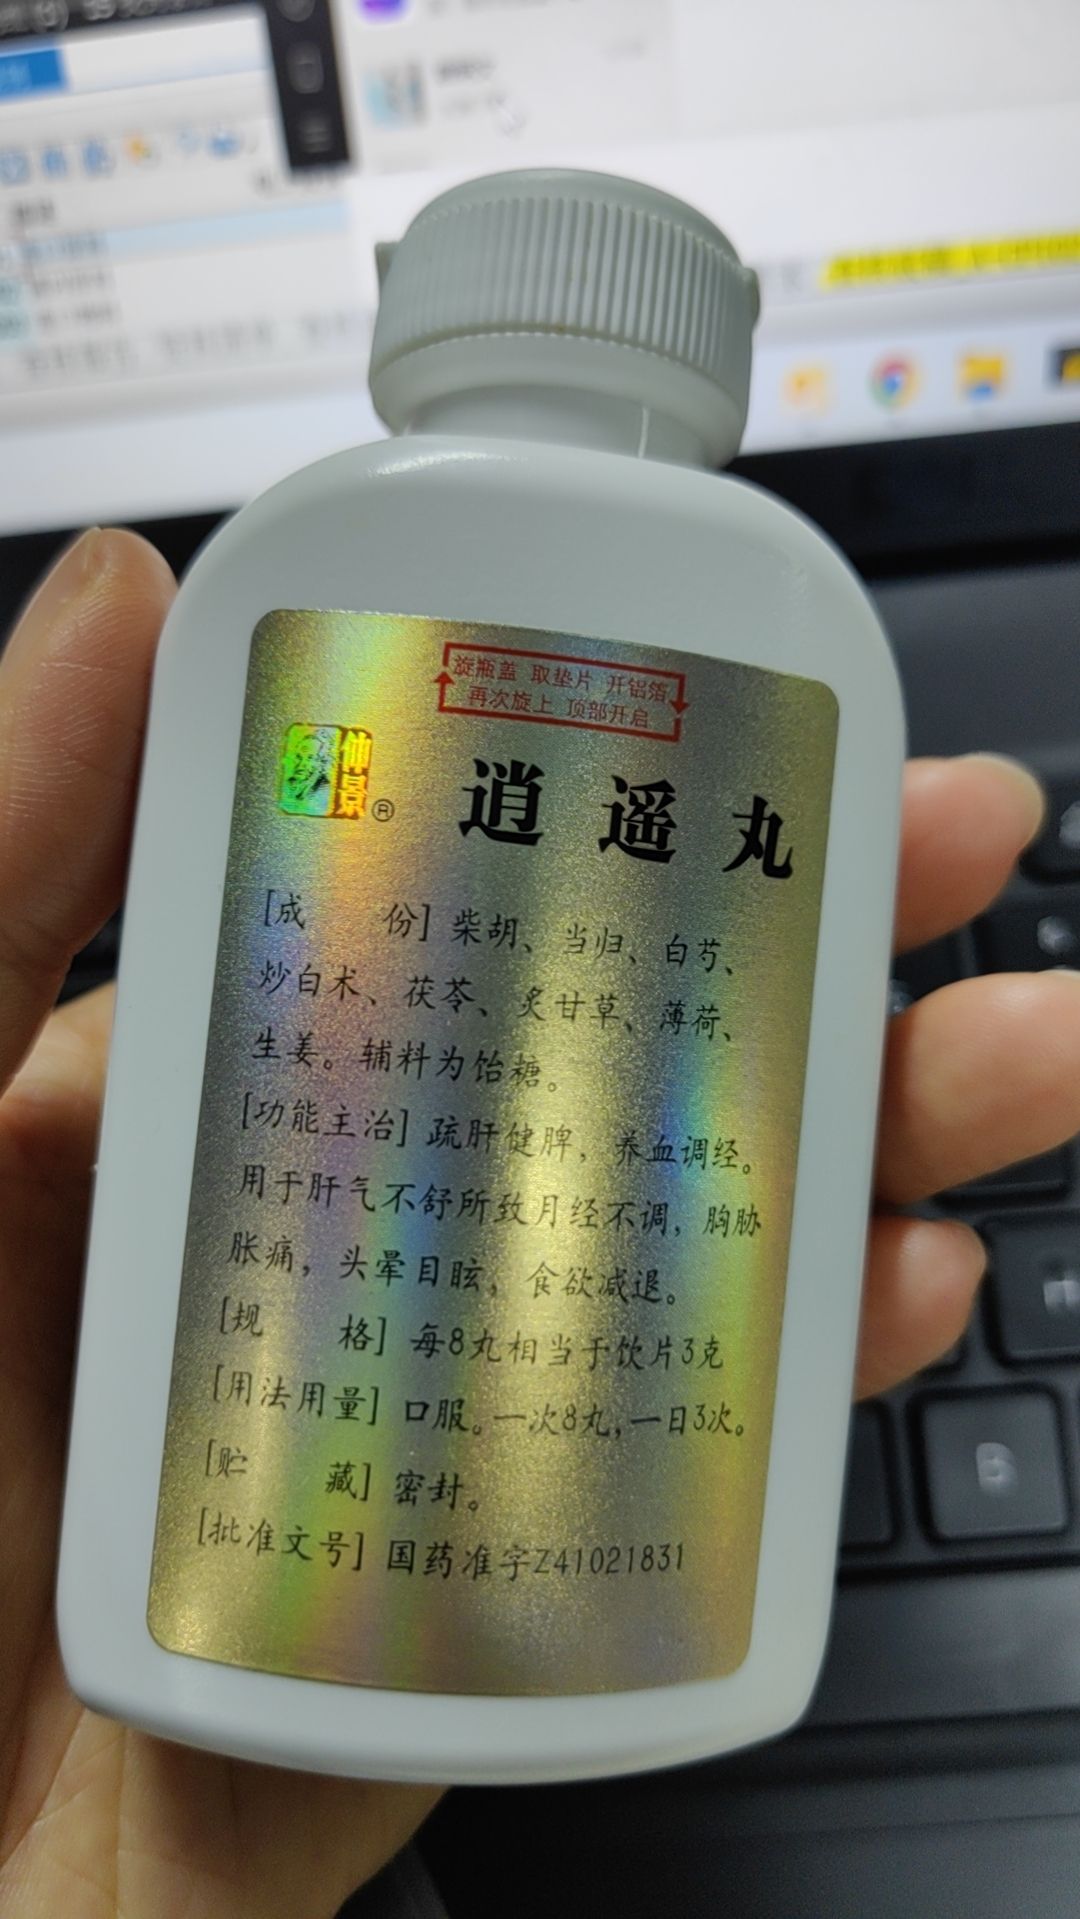 旋瓶盖 取垫片 开铝箔
再次旋上 顶部开启
仲景®
逍遥丸
[成 份] 柴胡、当归、白芍、
炒白术、茯苓、炙甘草、薄荷、
生姜。辅料为饴糖。
[功能主治] 疏肝健脾，养血调经。
用于肝气不舒所致月经不调，胸胁
胀痛，头晕目眩，食欲减退。
[规 格] 每8丸相当于饮片3克
[用法用量] 口服。一次8丸，一日3次。
[贮 藏] 密封。
[批准文号] 国药准字Z41021831
B